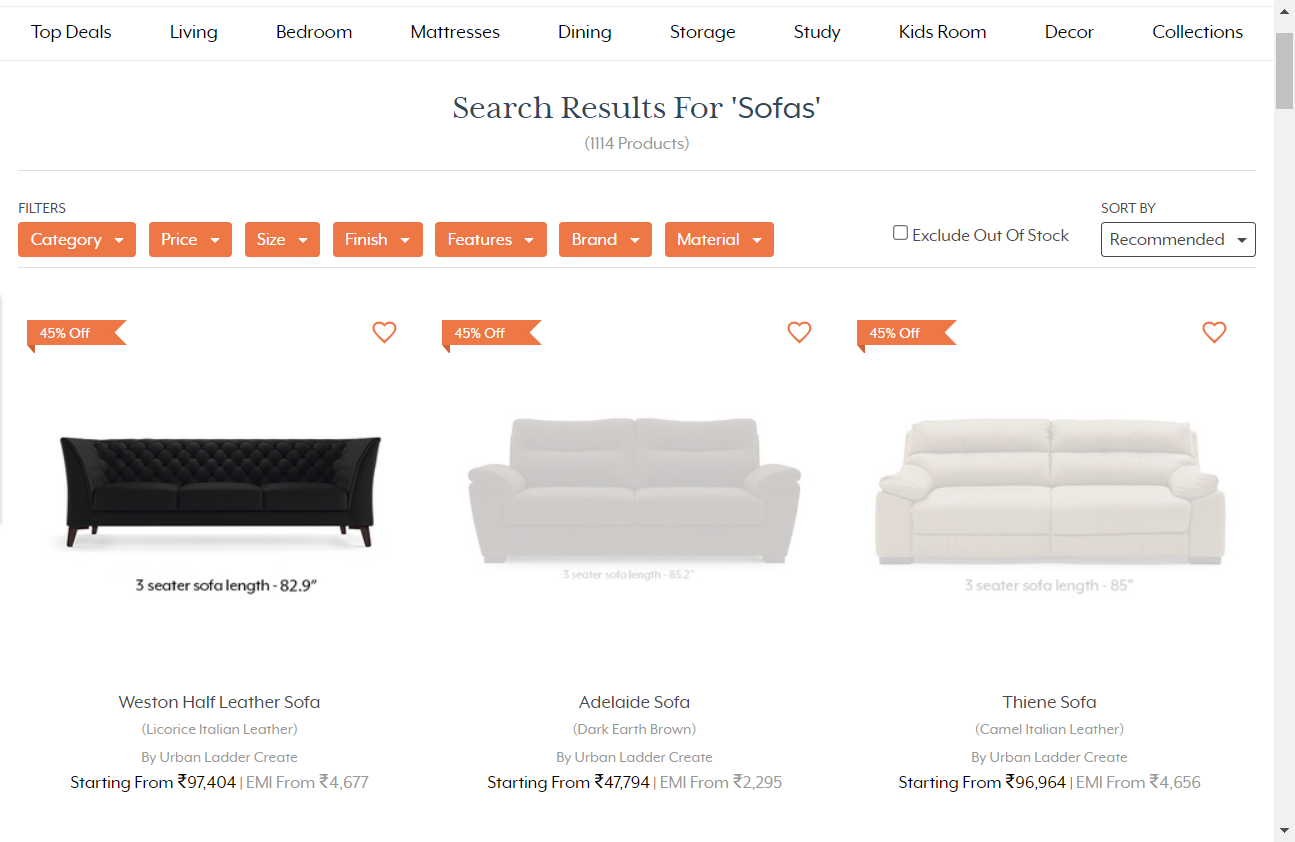 Top Deals Living Bedroom Mattresses Dining Storage Study Kids Room Decor Collections
Search Results For 'Sofas'
(1114 Products)
FILTERS
SORT BY
Category Price Size Finish Features Brand Material
Exclude Out Of Stock
Recommended
45% Off 45% Off 45% Off
3 seater sofa length - 82.9”
3 seater sofa length - 85.2”
3 seater sofa length - 85”
Weston Half Leather Sofa
(Licorice Italian Leather)
By Urban Ladder Create
Starting From ₹97,404 | EMI From ₹4,677
Adelaide Sofa
(Dark Earth Brown)
By Urban Ladder Create
Starting From ₹47,794 | EMI From ₹2,295
Thiene Sofa
(Camel Italian Leather)
By Urban Ladder Create
Starting From ₹96,964 | EMI From ₹4,656